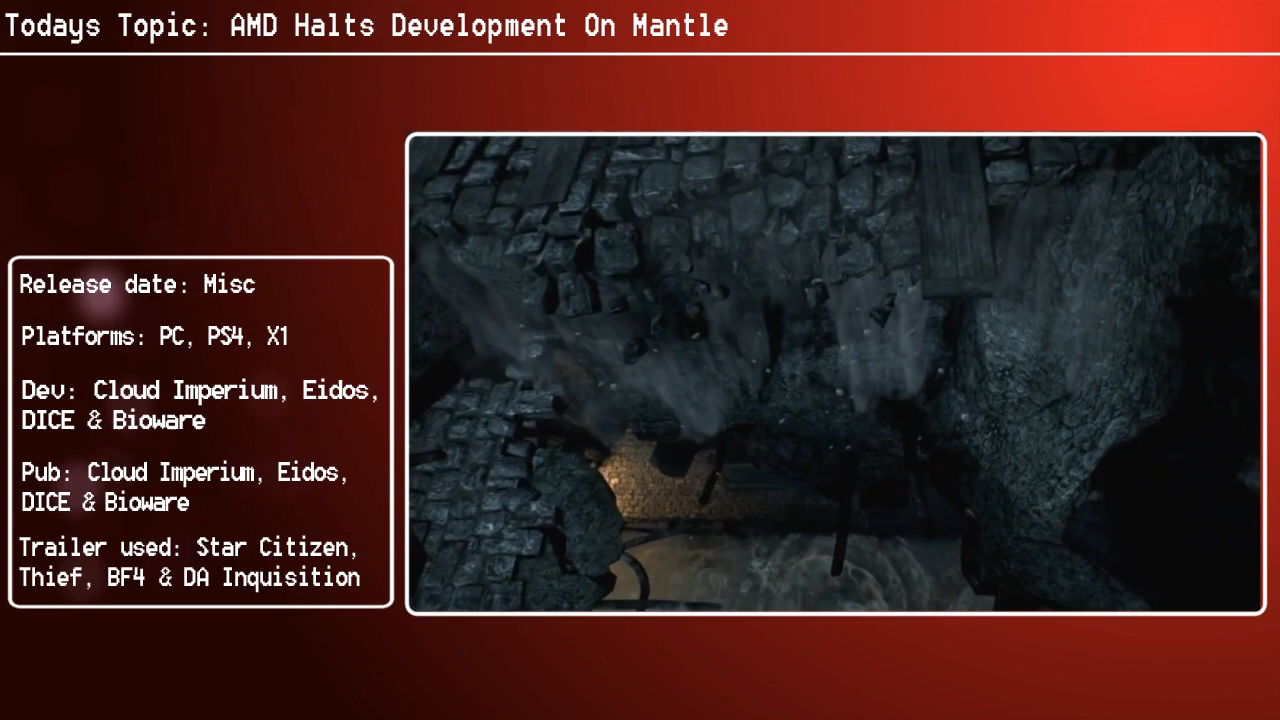 Todays Topic: AMD Halts Development On Mantle
Release date: Misc
Platforms: PC, PS4, X1
Dev: Cloud Imperium, Eidos,
DICE & Bioware
Pub: Cloud Imperium, Eidos,
DICE & Bioware
Trailer used: Star Citizen,
Thief, BF4 & DA Inquisition